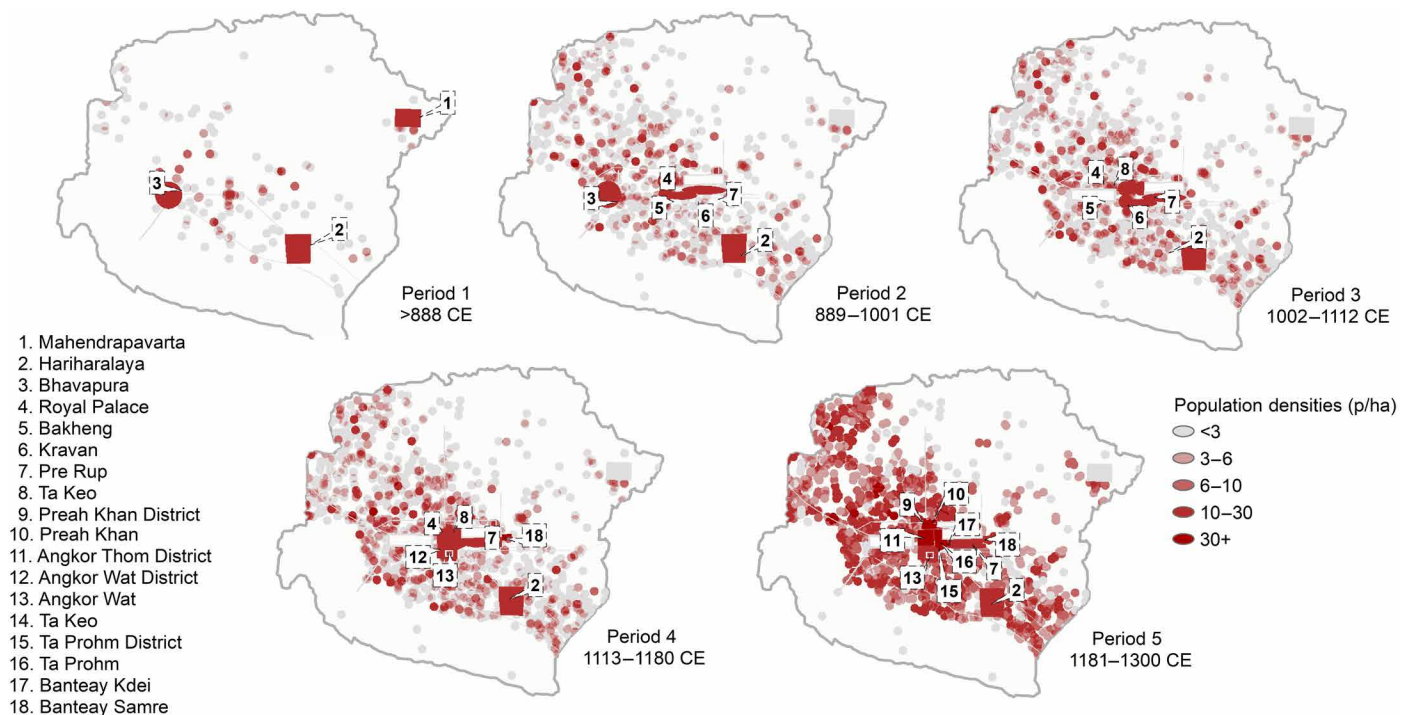 1
3
2
Period 1
>888 CE
4
3
7
5
6
2
Period 2
889–1001 CE
4
8
5
7
6
2
Period 3
1002–1112 CE
1. Mahendrapavarta
2. Hariharalaya
3. Bhavapura
4. Royal Palace
5. Bakheng
6. Kravan
7. Pre Rup
8. Ta Keo
9. Preah Khan District
10. Preah Khan
11. Angkor Thom District
12. Angkor Wat District
13. Angkor Wat
14. Ta Keo
15. Ta Prohm District
16. Ta Prohm
17. Banteay Kdei
18. Banteay Samre
4
8
7
18
12
13
2
Period 4
1113–1180 CE
9
10
17
11
18
13
16
7
15
2
Period 5
1181–1300 CE
Population densities (p/ha)
<3
3–6
6–10
10–30
30+